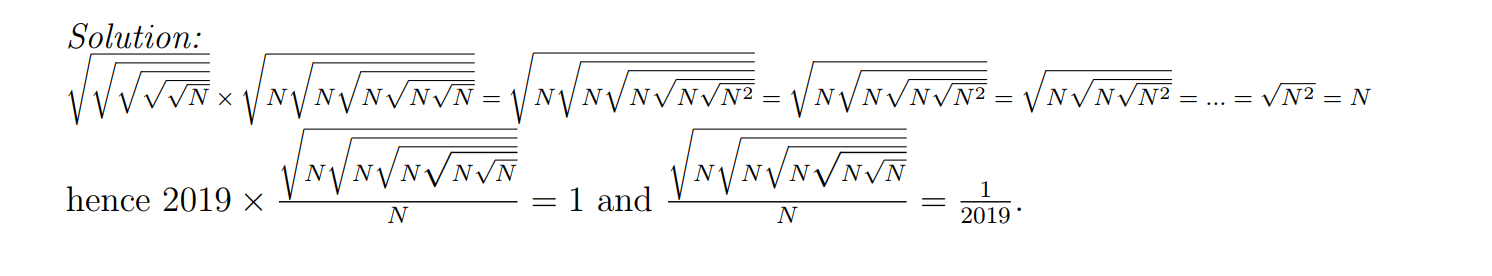 Solution:
$\sqrt{\sqrt{\sqrt{\sqrt{\sqrt{N}}}}} \times \sqrt{N\sqrt{N\sqrt{N\sqrt{N\sqrt{N}}}}} = \sqrt{N\sqrt{N\sqrt{N\sqrt{N\sqrt{N^2}}}}} = \sqrt{N\sqrt{N\sqrt{N\sqrt{N^2}}}} = \sqrt{N\sqrt{N\sqrt{N^2}}} = ... = \sqrt{N^2} = N$
hence $2019 \times \frac{\sqrt{N\sqrt{N\sqrt{N\sqrt{N\sqrt{N}}}}}}{N} = 1$ and $\frac{\sqrt{N\sqrt{N\sqrt{N\sqrt{N\sqrt{N}}}}}}{N} = \frac{1}{2019}$.